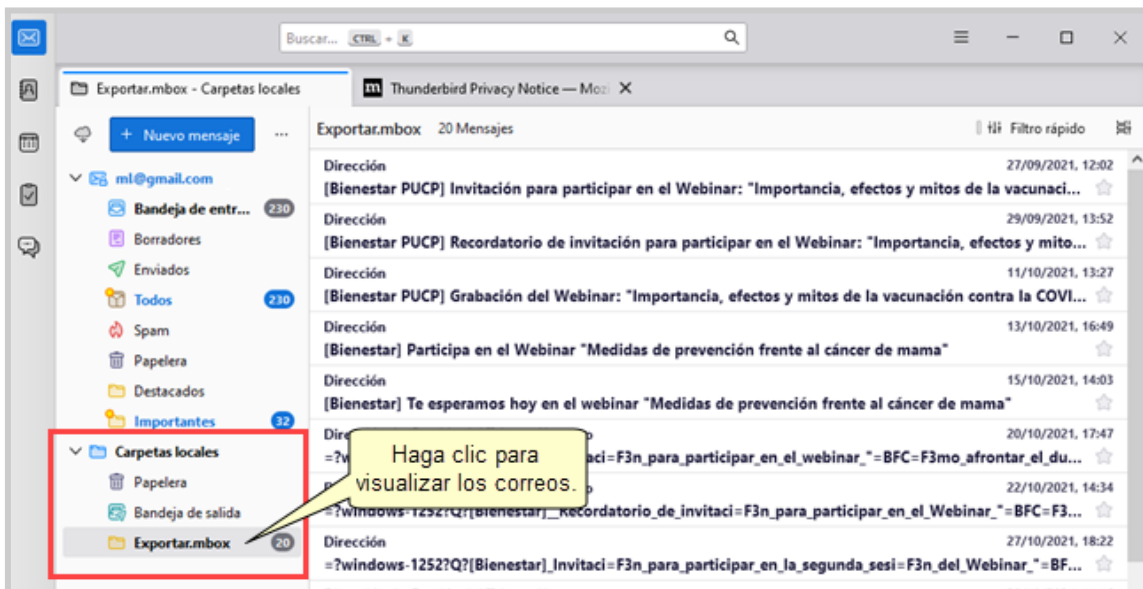 Buscar... CTRL + K
Exportar.mbox - Carpetas locales
Thunderbird Privacy Notice — Mozi
+ Nuevo mensaje ...
ml@gmail.com
Bandeja de entr... 230
Borradores
Enviados
Todos 230
Spam
Papelera
Destacados
Importantes 32
Carpetas locales
Papelera
Bandeja de salida
Exportar.mbox 20
Exportar.mbox 20 Mensajes Filtro rápido
Dirección 27/09/2021, 12:02
[Bienestar PUCP] Invitación para participar en el Webinar: "Importancia, efectos y mitos de la vacunaci...
Dirección 29/09/2021, 13:52
[Bienestar PUCP] Recordatorio de invitación para participar en el Webinar: "Importancia, efectos y mito...
Dirección 11/10/2021, 13:27
[Bienestar PUCP] Grabación del Webinar: "Importancia, efectos y mitos de la vacunación contra la COVI...
Dirección 13/10/2021, 16:49
[Bienestar] Participa en el Webinar "Medidas de prevención frente al cáncer de mama"
Dirección 15/10/2021, 14:03
[Bienestar] Te esperamos hoy en el webinar "Medidas de prevención frente al cáncer de mama"
20/10/2021, 17:47
aci=F3n_para_participar_en_el_webinar_"=BFC=F3mo_afrontar_el_du...
22/10/2021, 14:34
=?windows-1252?Q?[Bienestar]__Recordatorio_de_invitaci=F3n_para_participar_en_el_Webinar_"=BFC=F3...
Dirección 27/10/2021, 18:22
=?windows-1252?Q?[Bienestar]_Invitaci=F3n_para_participar_en_la_segunda_sesi=F3n_del_Webinar_"=BF...
Haga clic para
visualizar los correos.